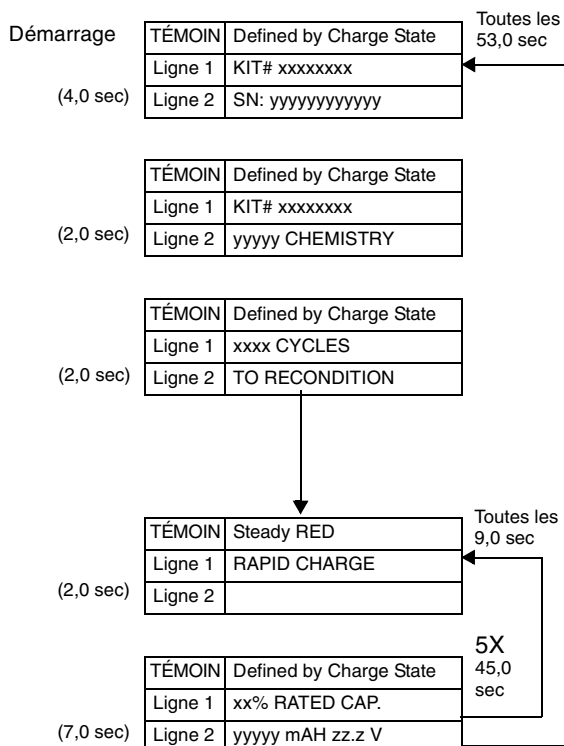 Démarrage
TÉMOIN Defined by Charge State
Toutes les
53,0 sec
Ligne 1 KIT# xxxxxxxx
(4,0 sec)
Ligne 2 SN: yyyyyyyyyyyy
TÉMOIN Defined by Charge State
Ligne 1 KIT# xxxxxxxx
(2,0 sec)
Ligne 2 yyyyy CHEMISTRY
TÉMOIN Defined by Charge State
Ligne 1 xxxx CYCLES
(2,0 sec)
Ligne 2 TO RECONDITION
TÉMOIN Steady RED
Toutes les
9,0 sec
Ligne 1 RAPID CHARGE
(2,0 sec)
Ligne 2
TÉMOIN Defined by Charge State
5X
45,0
sec
Ligne 1 xx% RATED CAP.
(7,0 sec)
Ligne 2 yyyyy mAH zz.z V